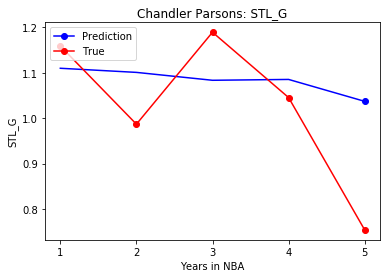 Chandler Parsons: STL_G
Prediction
True
1.2
1.1
1.0
0.9
0.8
STL_G
1 2 3 4 5
Years in NBA